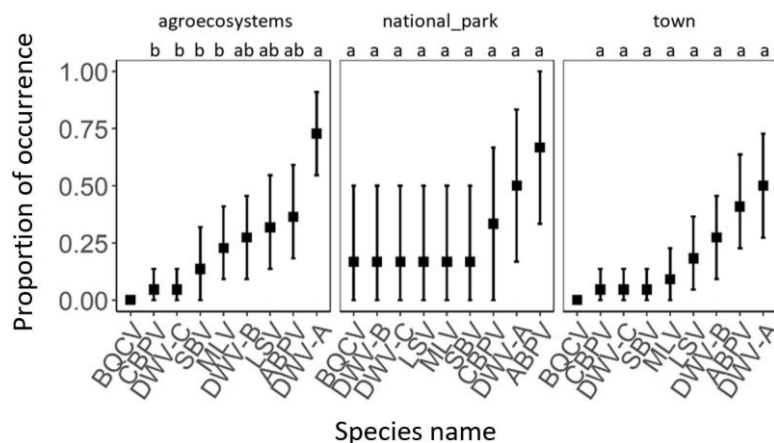 agroecosystems national_park town
b b b b ab ab ab a a a a a a a a a a a a a a a a a a
Proportion of occurrence
1.00
0.75
0.50
0.25
0.00
BQCV CBPV DWV-C SBV MLV DWV-B LSV ABPV DWV-A BQCV DWV-B DWV-C LSV MLV SBV CBPV DWV-A ABPV BQCV CBPV DWV-C SBV MLV LSV DWV-B ABPV DWV-A
Species name